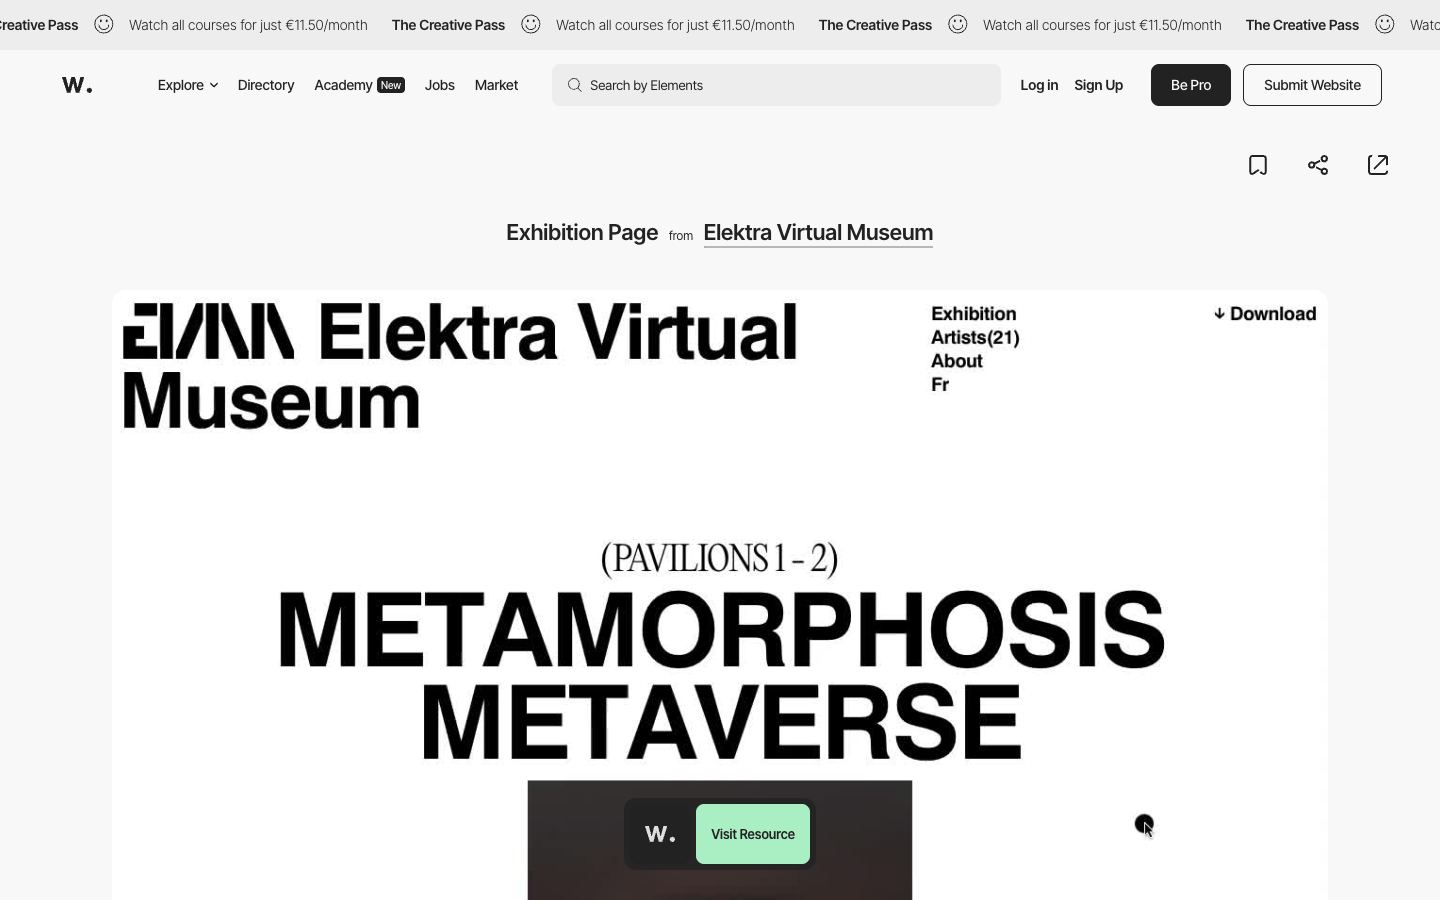 Creative Pass Watch all courses for just €11.50/month The Creative Pass Watch all courses for just €11.50/month The Creative Pass Watch all courses for just €11.50/month The Creative Pass
W. Explore Directory Academy New Jobs Market Search by Elements Log in Sign Up Be Pro Submit Website
Exhibition Page from Elektra Virtual Museum
Elektra Virtual
Museum
Exhibition
Artists(21)
About
Fr
Download
(PAVILIONS 1 - 2)
METAMORPHOSIS
METAVERSE
W. Visit Resource